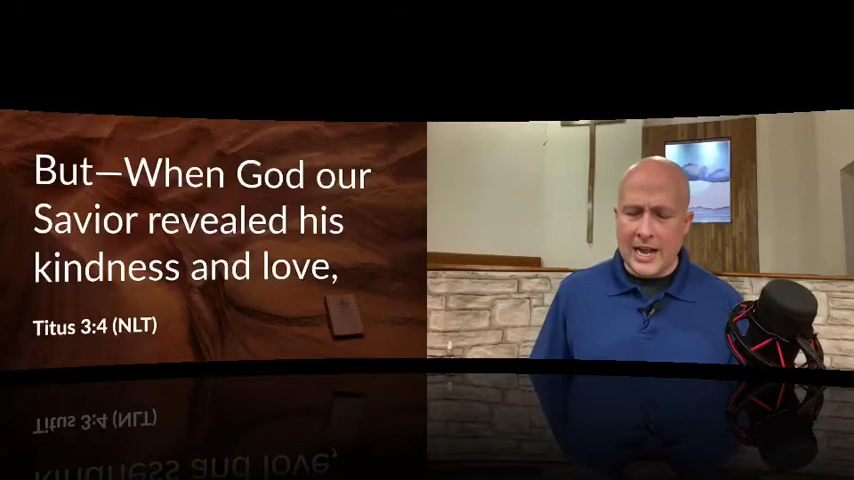 But—When God our
Savior revealed his
kindness and love,
Titus 3:4 (NLT)